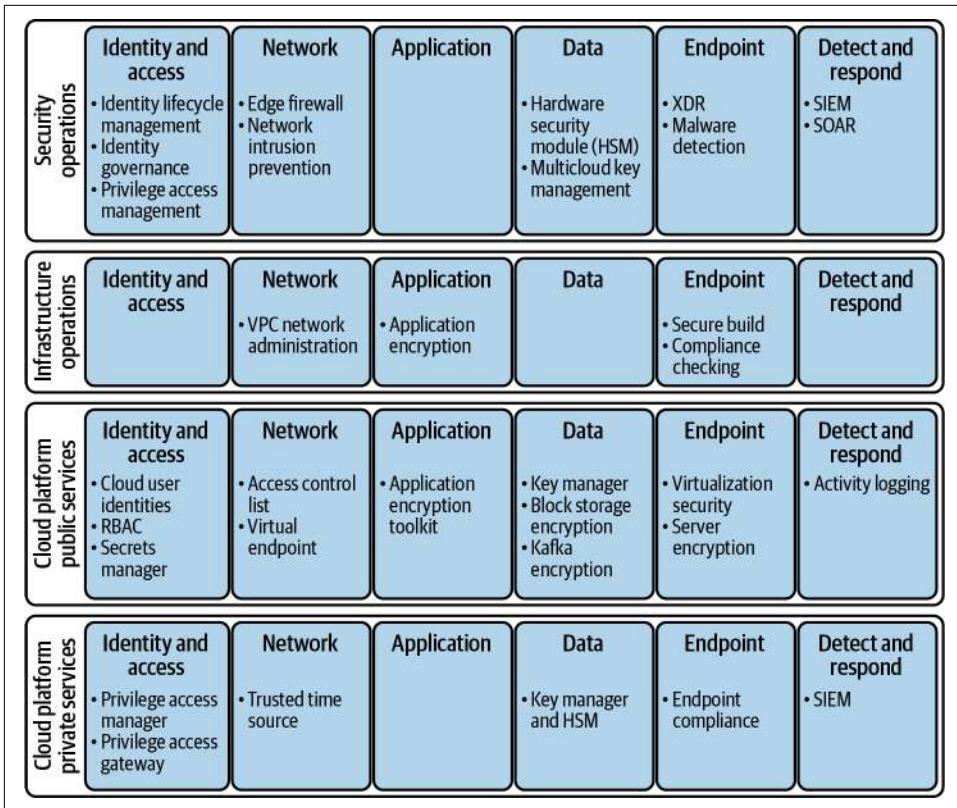 Security
operations
Identity and
access
• Identity lifecycle
management
• Identity
governance
• Privilege access
management
Network
• Edge firewall
• Network
intrusion
prevention
Application
Data
• Hardware
security
module (HSM)
• Multicloud key
management
Endpoint
• XDR
• Malware
detection
Detect and
respond
• SIEM
• SOAR
Infrastructure
operations
Identity and
access
Network
• VPC network
administration
Application
• Application
encryption
Data
Endpoint
• Secure build
• Compliance
checking
Detect and
respond
Cloud platform
public services
Identity and
access
• Cloud user
identities
• RBAC
• Secrets
manager
Network
• Access control
list
• Virtual
endpoint
Application
• Application
encryption
toolkit
Data
• Key manager
• Block storage
encryption
• Kafka
encryption
Endpoint
• Virtualization
security
• Server
encryption
Detect and
respond
• Activity logging
Cloud platform
private services
Identity and
access
• Privilege access
manager
• Privilege access
gateway
Network
• Trusted time
source
Application
Data
• Key manager
and HSM
Endpoint
• Endpoint
compliance
Detect and
respond
• SIEM